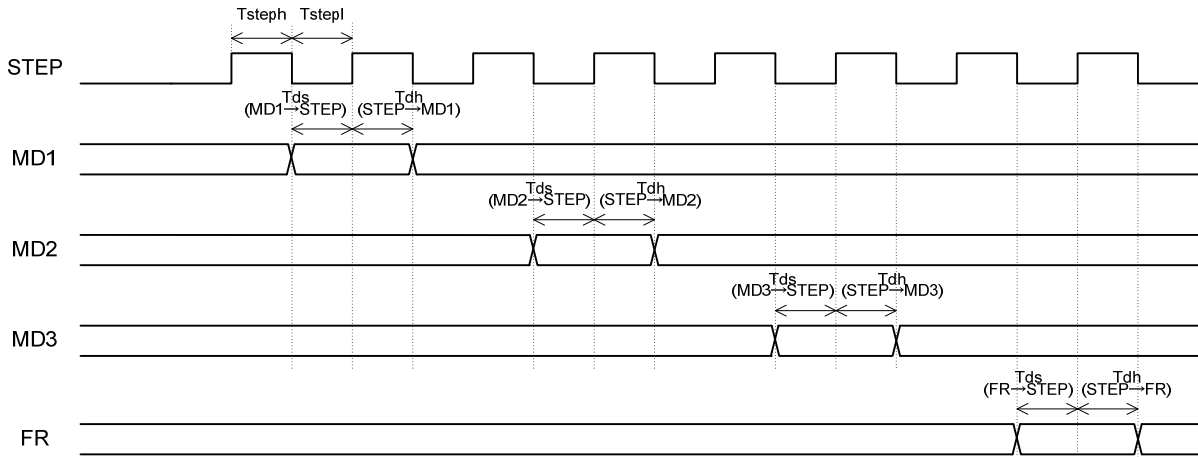 Tsteph Tstepl
STEP
Tds Tdh
(MD1→STEP) (STEP→MD1)
MD1
Tds Tdh
(MD2→STEP) (STEP→MD2)
MD2
Tds Tdh
(MD3→STEP) (STEP→MD3)
MD3
Tds Tdh
(FR→STEP) (STEP→FR)
FR